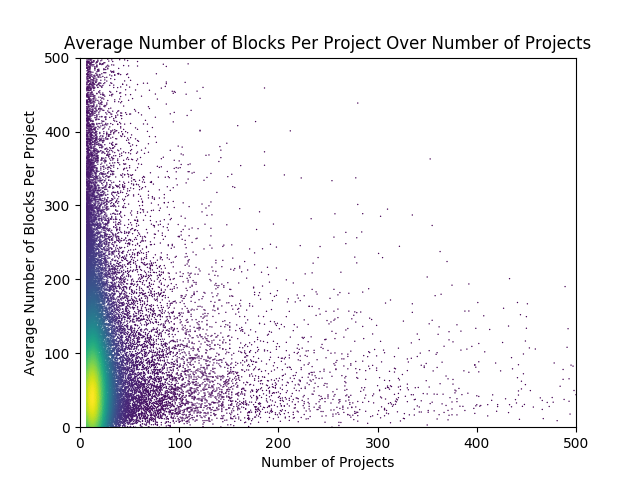 Average Number of Blocks Per Project Over Number of Projects
500
400
300
200
100
0
Average Number of Blocks Per Project
0 100 200 300 400 500
Number of Projects